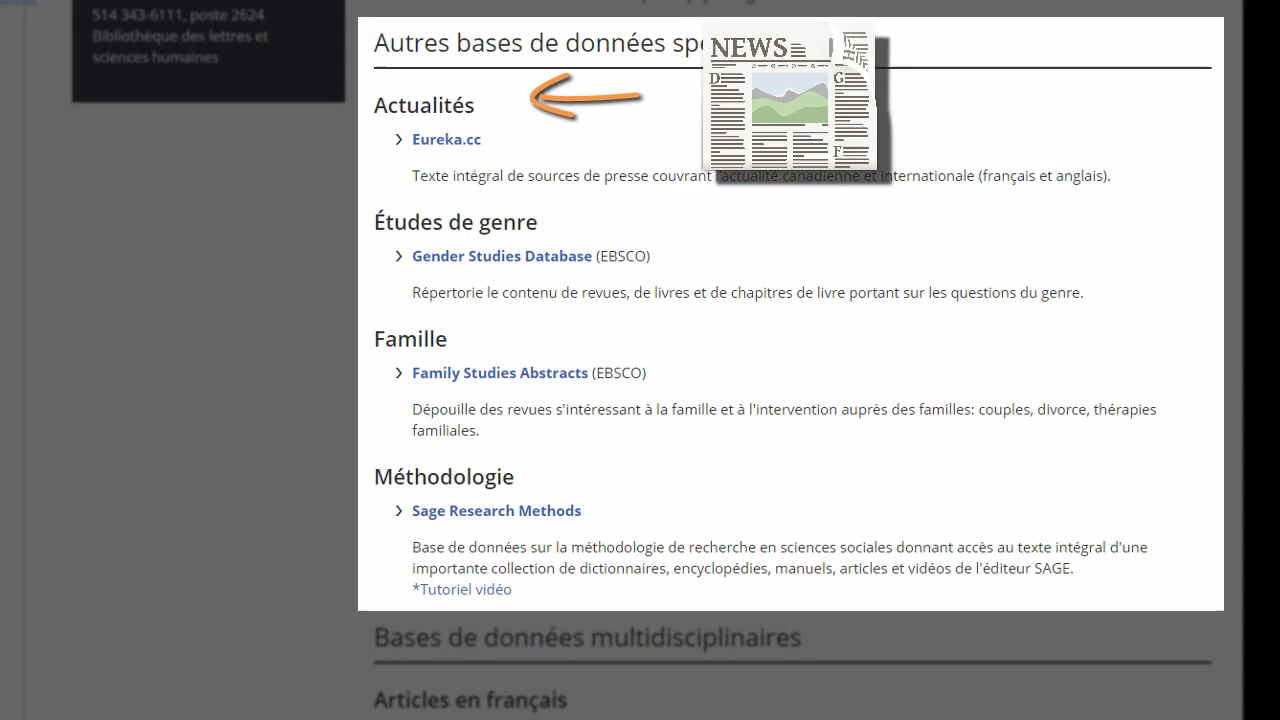 514 343-6111, poste 2624
Bibliothèque des lettres et
sciences humaines
Autres bases de données
NEWS
D
G
F
Actualités
Eureka.cc
Texte intégral de sources de presse couvrant l'actualité canadienne et internationale (français et anglais).
Études de genre
Gender Studies Database (EBSCO)
Répertorie le contenu de revues, de livres et de chapitres de livre portant sur les questions du genre.
Famille
Family Studies Abstracts (EBSCO)
Dépouille des revues s'intéressant à la famille et à l'intervention auprès des familles: couples, divorce, thérapies
familiales.
Méthodologie
Sage Research Methods
Base de données sur la méthodologie de recherche en sciences sociales donnant accès au texte intégral d'une
importante collection de dictionnaires, encyclopédies, manuels, articles et vidéos de l'éditeur SAGE.
*Tutoriel vidéo
Bases de données multidisciplinaires
Articles en français